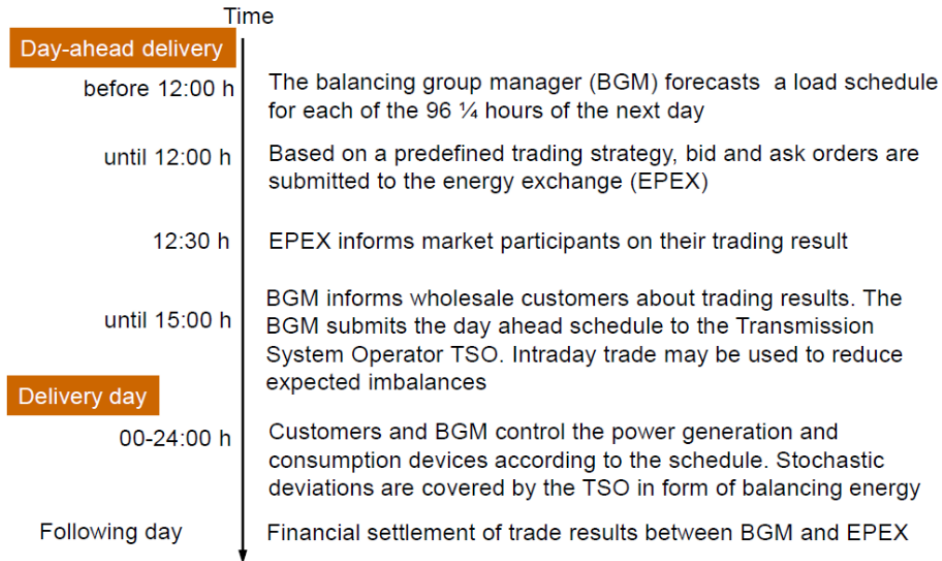 Time
Day-ahead delivery
before 12:00 h
The balancing group manager (BGM) forecasts a load schedule
for each of the 96 ¼ hours of the next day
until 12:00 h
Based on a predefined trading strategy, bid and ask orders are
submitted to the energy exchange (EPEX)
12:30 h
EPEX informs market participants on their trading result
until 15:00 h
BGM informs wholesale customers about trading results. The
BGM submits the day ahead schedule to the Transmission
System Operator TSO. Intraday trade may be used to reduce
expected imbalances
Delivery day
00-24:00 h
Customers and BGM control the power generation and
consumption devices according to the schedule. Stochastic
deviations are covered by the TSO in form of balancing energy
Following day
Financial settlement of trade results between BGM and EPEX